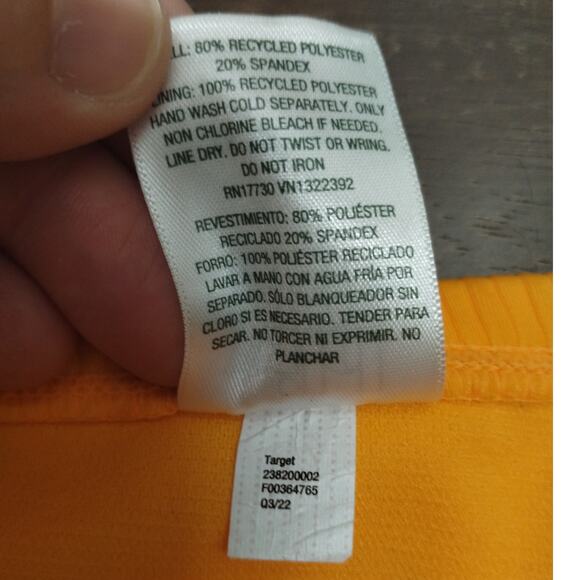 LL: 80% RECYCLED POLYESTER
20% SPANDEX
LINING: 100% RECYCLED POLYESTER
HAND WASH COLD SEPARATELY. ONLY
NON CHLORINE BLEACH IF NEEDED.
LINE DRY. DO NOT TWIST OR WRING.
DO NOT IRON
RN17730 VN1322392
REVESTIMIENTO: 80% POLIÉSTER
RECICLADO 20% SPANDEX
FORRO: 100% POLIÉSTER RECICLADO
LAVAR A MANO CON AGUA FRÍA POR
SEPARADO. SÓLO BLANQUEADOR SIN
CLORO SI ES NECESARIO. TENDER PARA
SECAR. NO TORCER NI EXPRIMIR. NO
PLANCHAR
Target
238200002
F00364765
Q3/22